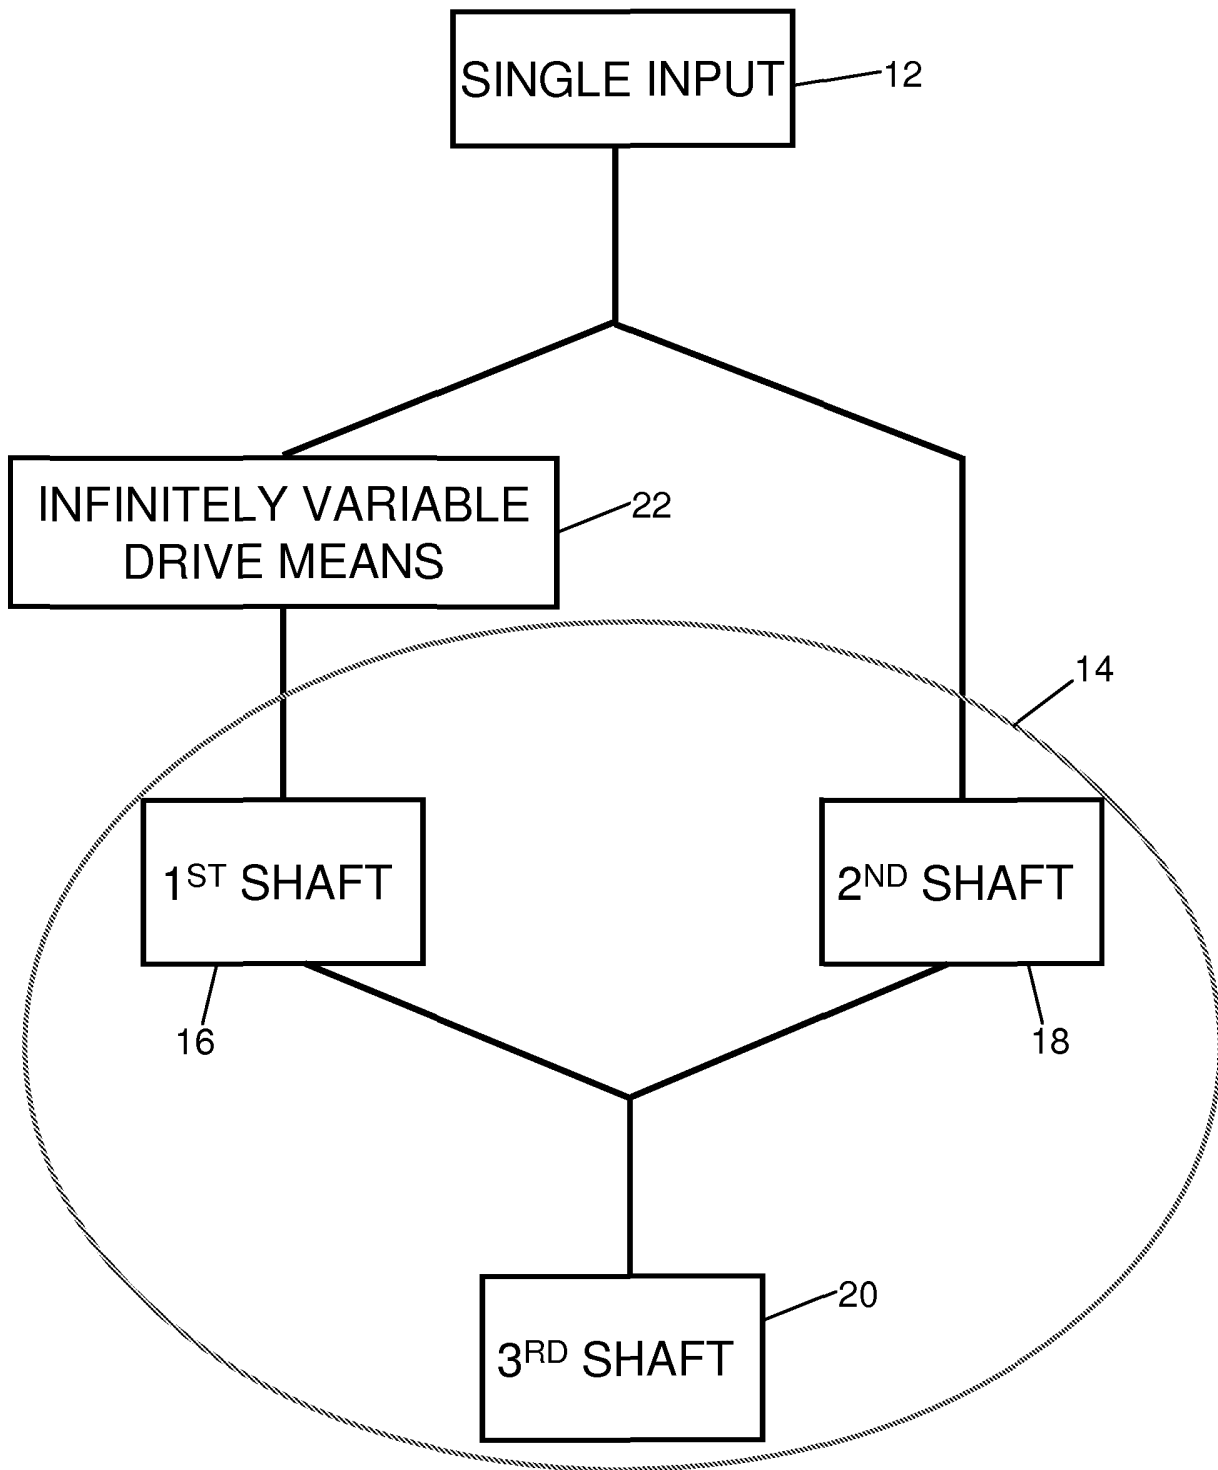 SINGLE INPUT
12
INFINITELY VARIABLE
DRIVE MEANS
22
14
1ST SHAFT
2ND SHAFT
16
18
20
3RD SHAFT